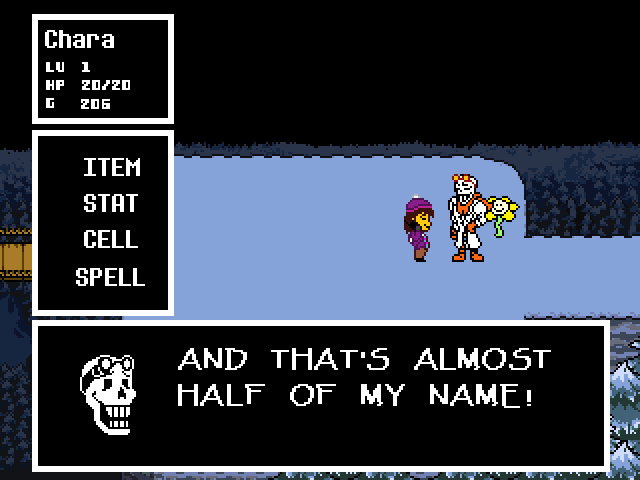 Chara
LV 1
HP 20/20
G 206
ITEM
STAT
CELL
SPELL
AND THAT'S ALMOST
HALF OF MY NAME!